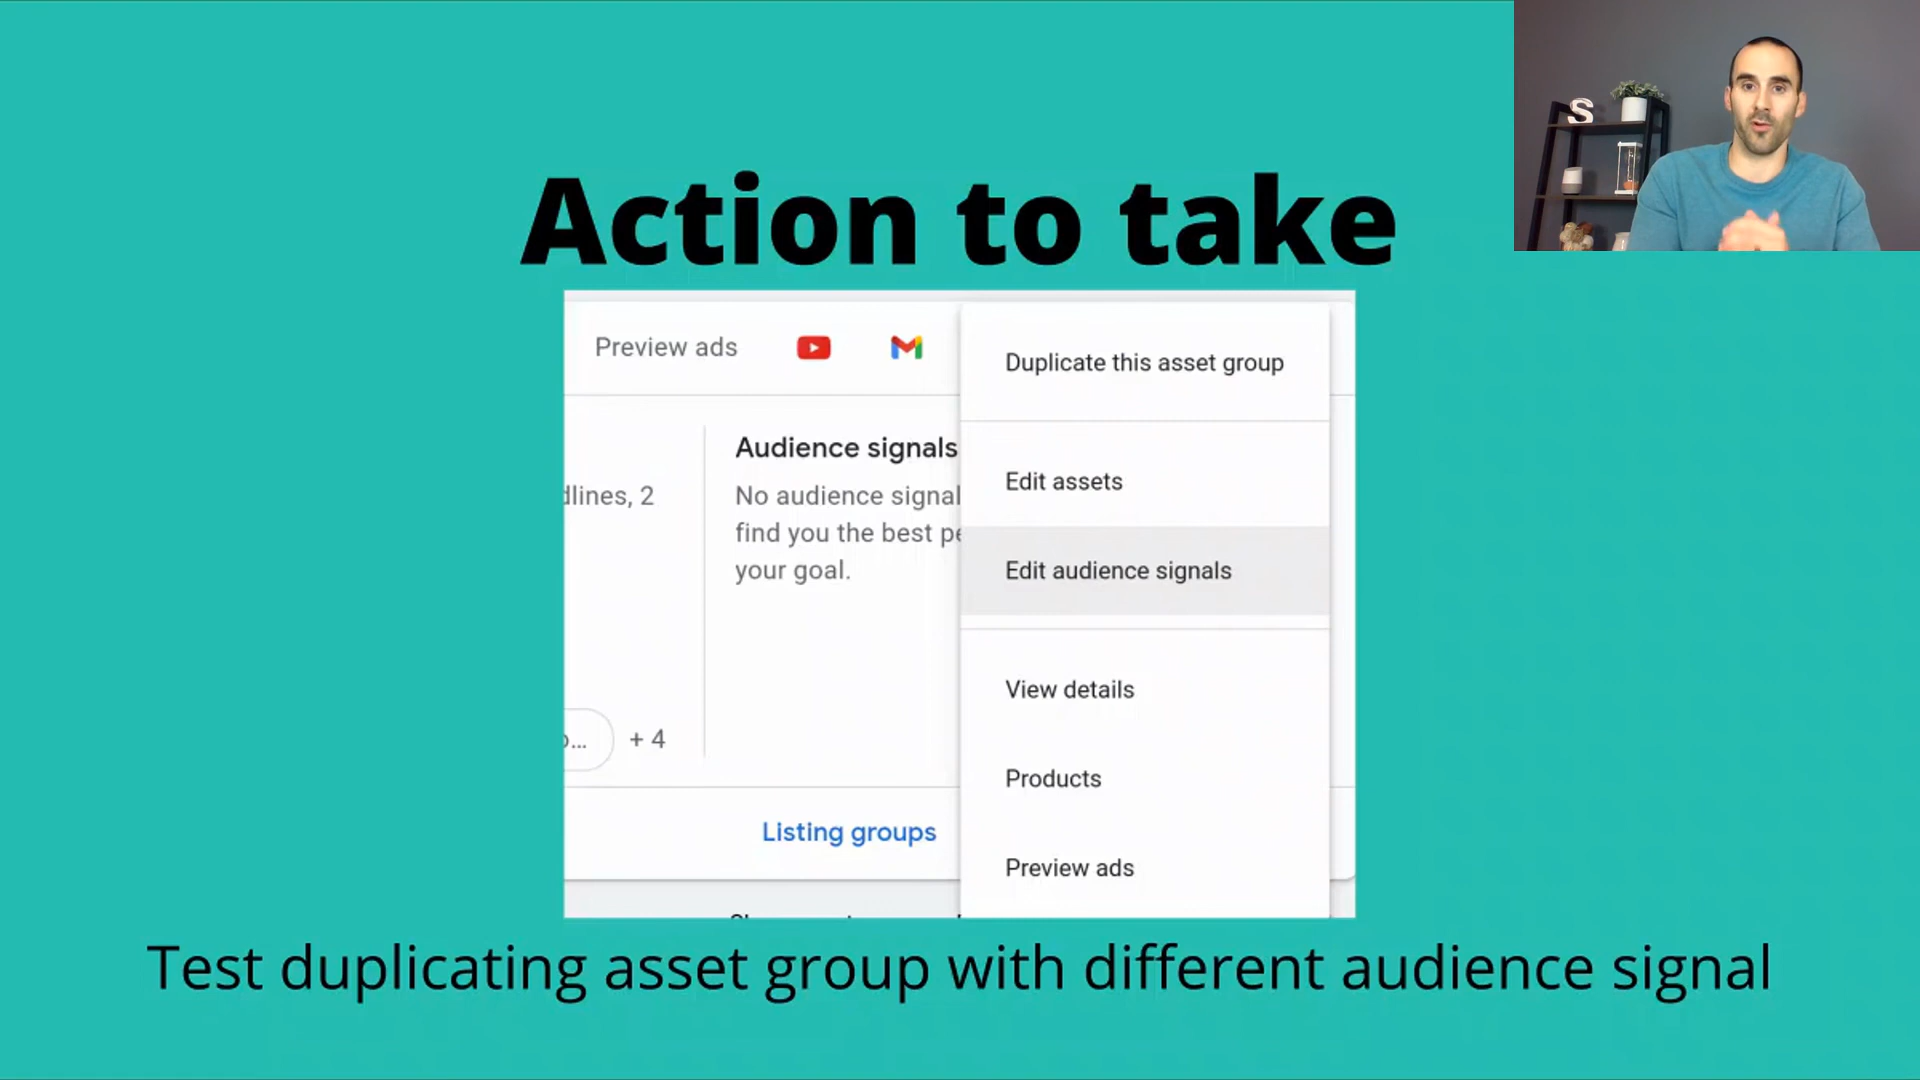 Action to take
S
Preview ads
Duplicate this asset group
Audience signals
Edit assets
dlines, 2
No audience signal
find you the best pe
your goal.
Edit audience signals
View details
+ 4
Products
Listing groups
Preview ads
Test duplicating asset group with different audience signal